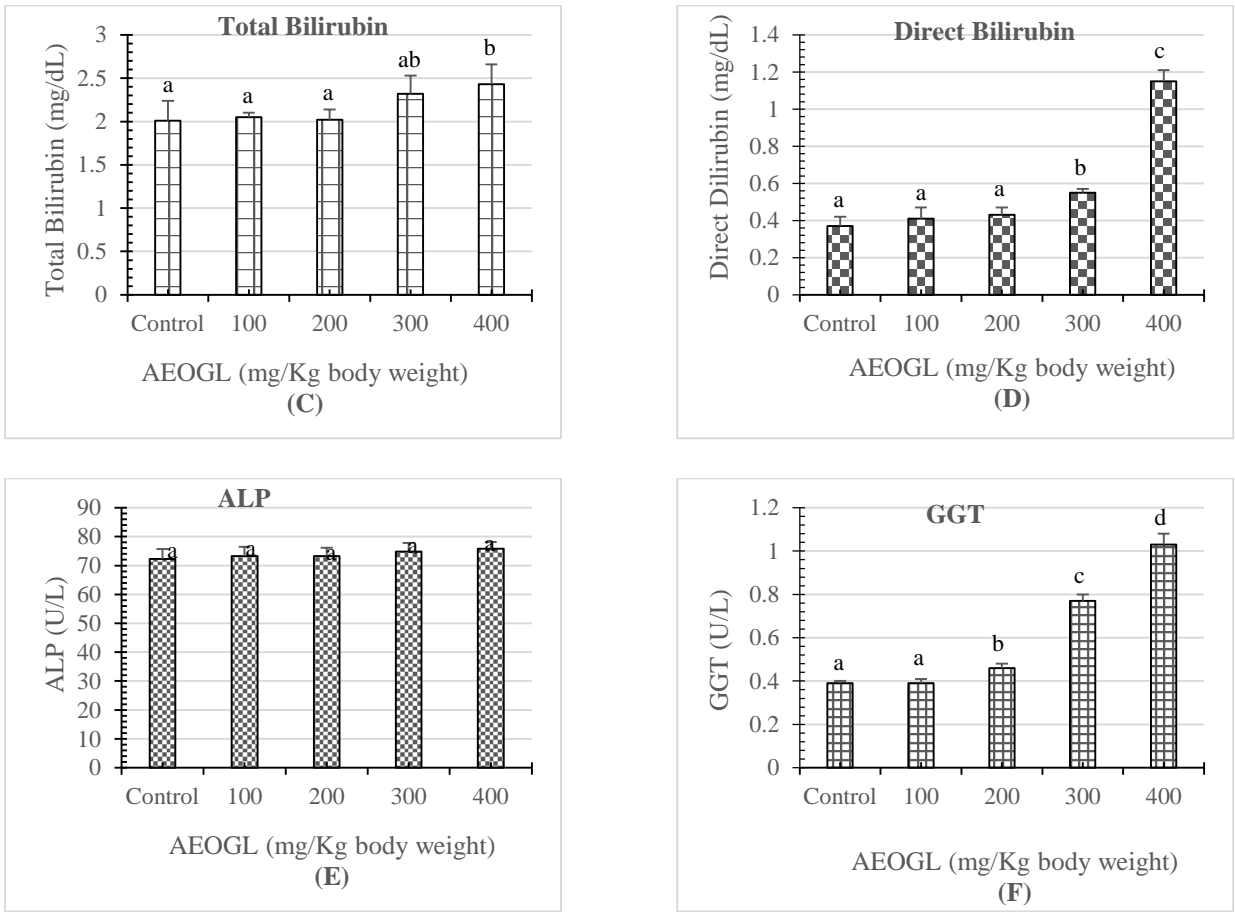 Total Bilirubin
Total Bilirubin (mg/dL)
3
2.5
2
1.5
1
0.5
0
a
a
a
ab
b
Control 100 200 300 400
AEOGL (mg/Kg body weight)
(C)
Direct Bilirubin
Direct Dilirubin (mg/dL)
1.4
1.2
1
0.8
0.6
0.4
0.2
0
a
a
a
b
c
Control 100 200 300 400
AEOGL (mg/Kg body weight)
(D)
ALP
ALP (U/L)
90
80
70
60
50
40
30
20
10
0
a
a
a
a
a
Control 100 200 300 400
AEOGL (mg/Kg body weight)
(E)
GGT
GGT (U/L)
1.2
1
0.8
0.6
0.4
0.2
0
a
a
b
c
d
Control 100 200 300 400
AEOGL (mg/Kg body weight)
(F)